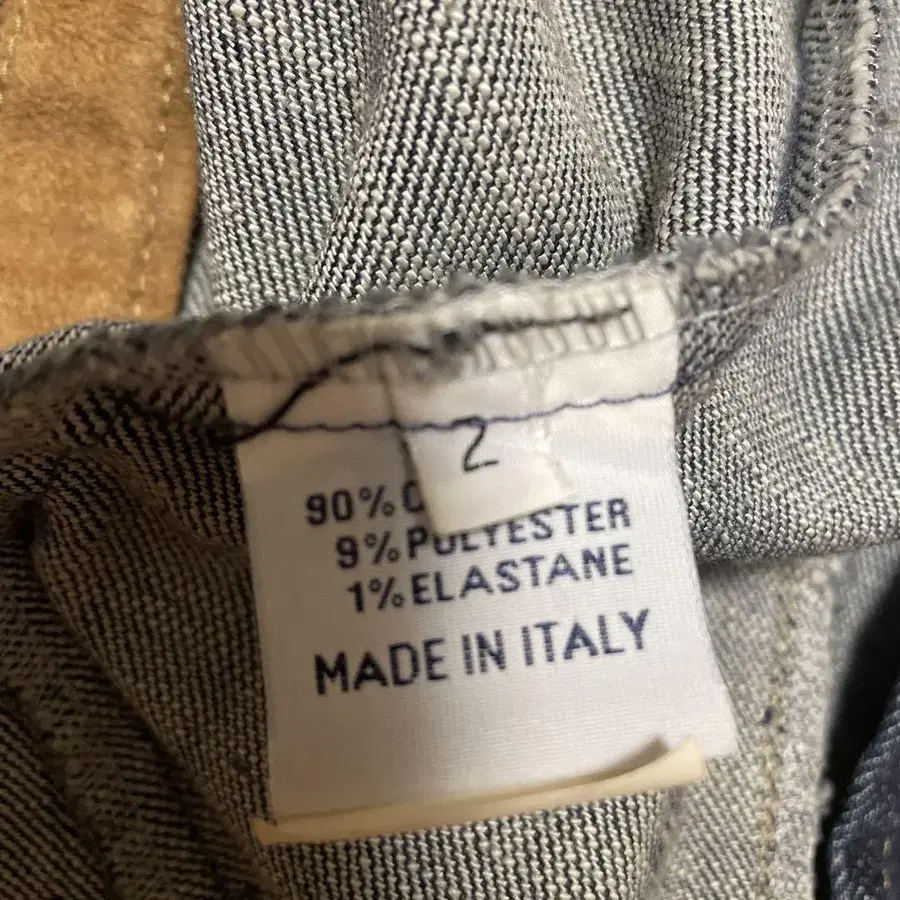 2
90%
9% POLYESTER
1% ELASTANE
MADE IN ITALY